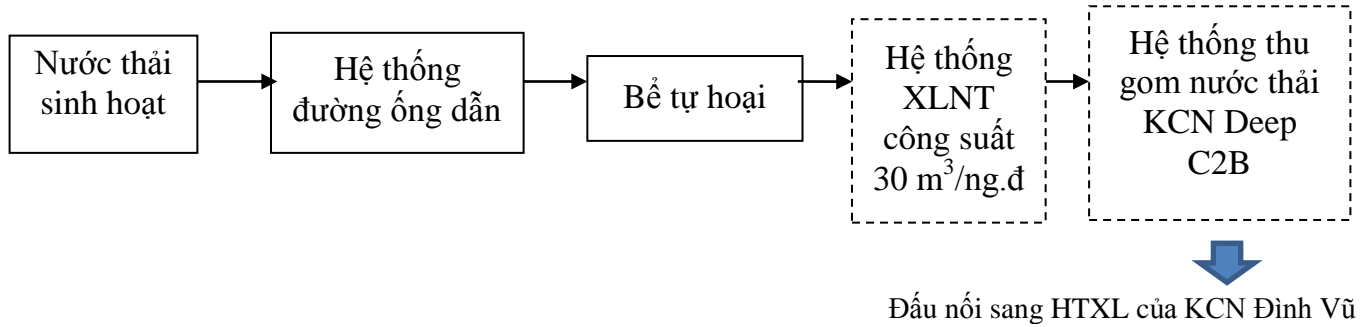 Nước thải
sinh hoạt
Hệ thống
đường ống dẫn
Bể tự hoại
Hệ thống
XLNT
công suất
30 m³/ng.đ
Hệ thống thu
gom nước thải
KCN Deep
C2B
Đấu nối sang HTXL của KCN Đình Vũ